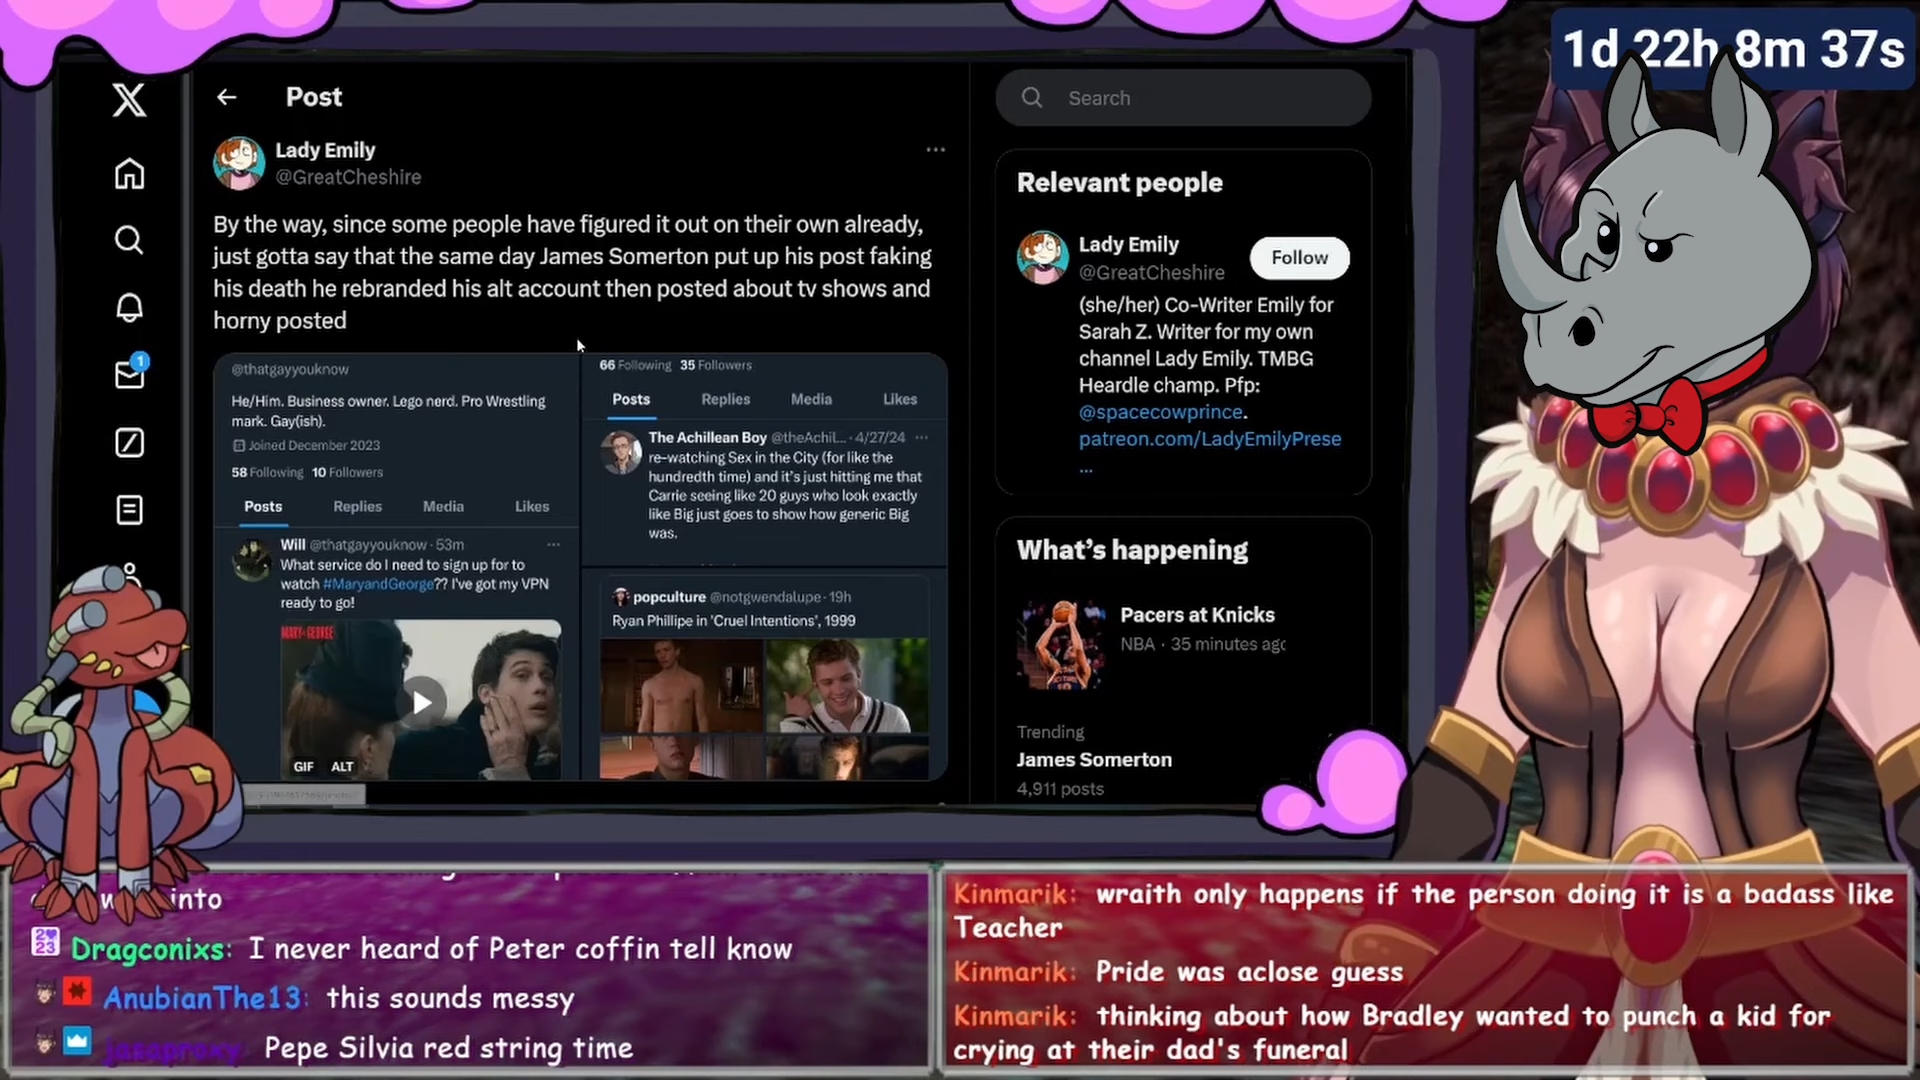 1d 22h 8m 37s
X
Post
Search
Lady Emily
@GreatCheshire
By the way, since some people have figured it out on their own already,
just gotta say that the same day James Somerton put up his post faking
his death he rebranded his alt account then posted about tv shows and
horny posted
@thatgayyouknow
He/Him. Business owner. Lego nerd. Pro Wrestling
mark. Gay(ish).
Joined December 2023
58 Following 10 Followers
Posts Replies Media Likes
Will @thatgayyouknow · 53m
What service do I need to sign up for to
watch #MaryandGeorge?? I've got my VPN
ready to go!
MARY & GEORGE
GIF ALT
66 Following 35 Followers
Posts Replies Media Likes
The Achillean Boy @theAchil... · 4/27/24
re-watching Sex in the City (for like the
hundredth time) and it's just hitting me that
Carrie seeing like 20 guys who look exactly
like Big just goes to show how generic Big
was.
popculture @notgwendalupe · 19h
Ryan Phillipe in 'Cruel Intentions', 1999
Relevant people
Lady Emily
@GreatCheshire
Follow
(she/her) Co-Writer Emily for
Sarah Z. Writer for my own
channel Lady Emily. TMBG
Heardle champ. Pfp:
@spacecowprince.
patreon.com/LadyEmilyPrese
...
What's happening
Pacers at Knicks
NBA · 35 minutes ago
Trending
James Somerton
4,911 posts
1
into
Dragconixs: I never heard of Peter coffin tell know
AnubianThe13: this sounds messy
jasaproxy Pepe Silvia red string time
Kinmarik: wraith only happens if the person doing it is a badass like
Teacher
Kinmarik: Pride was aclose guess
Kinmarik: thinking about how Bradley wanted to punch a kid for
crying at their dad's funeral